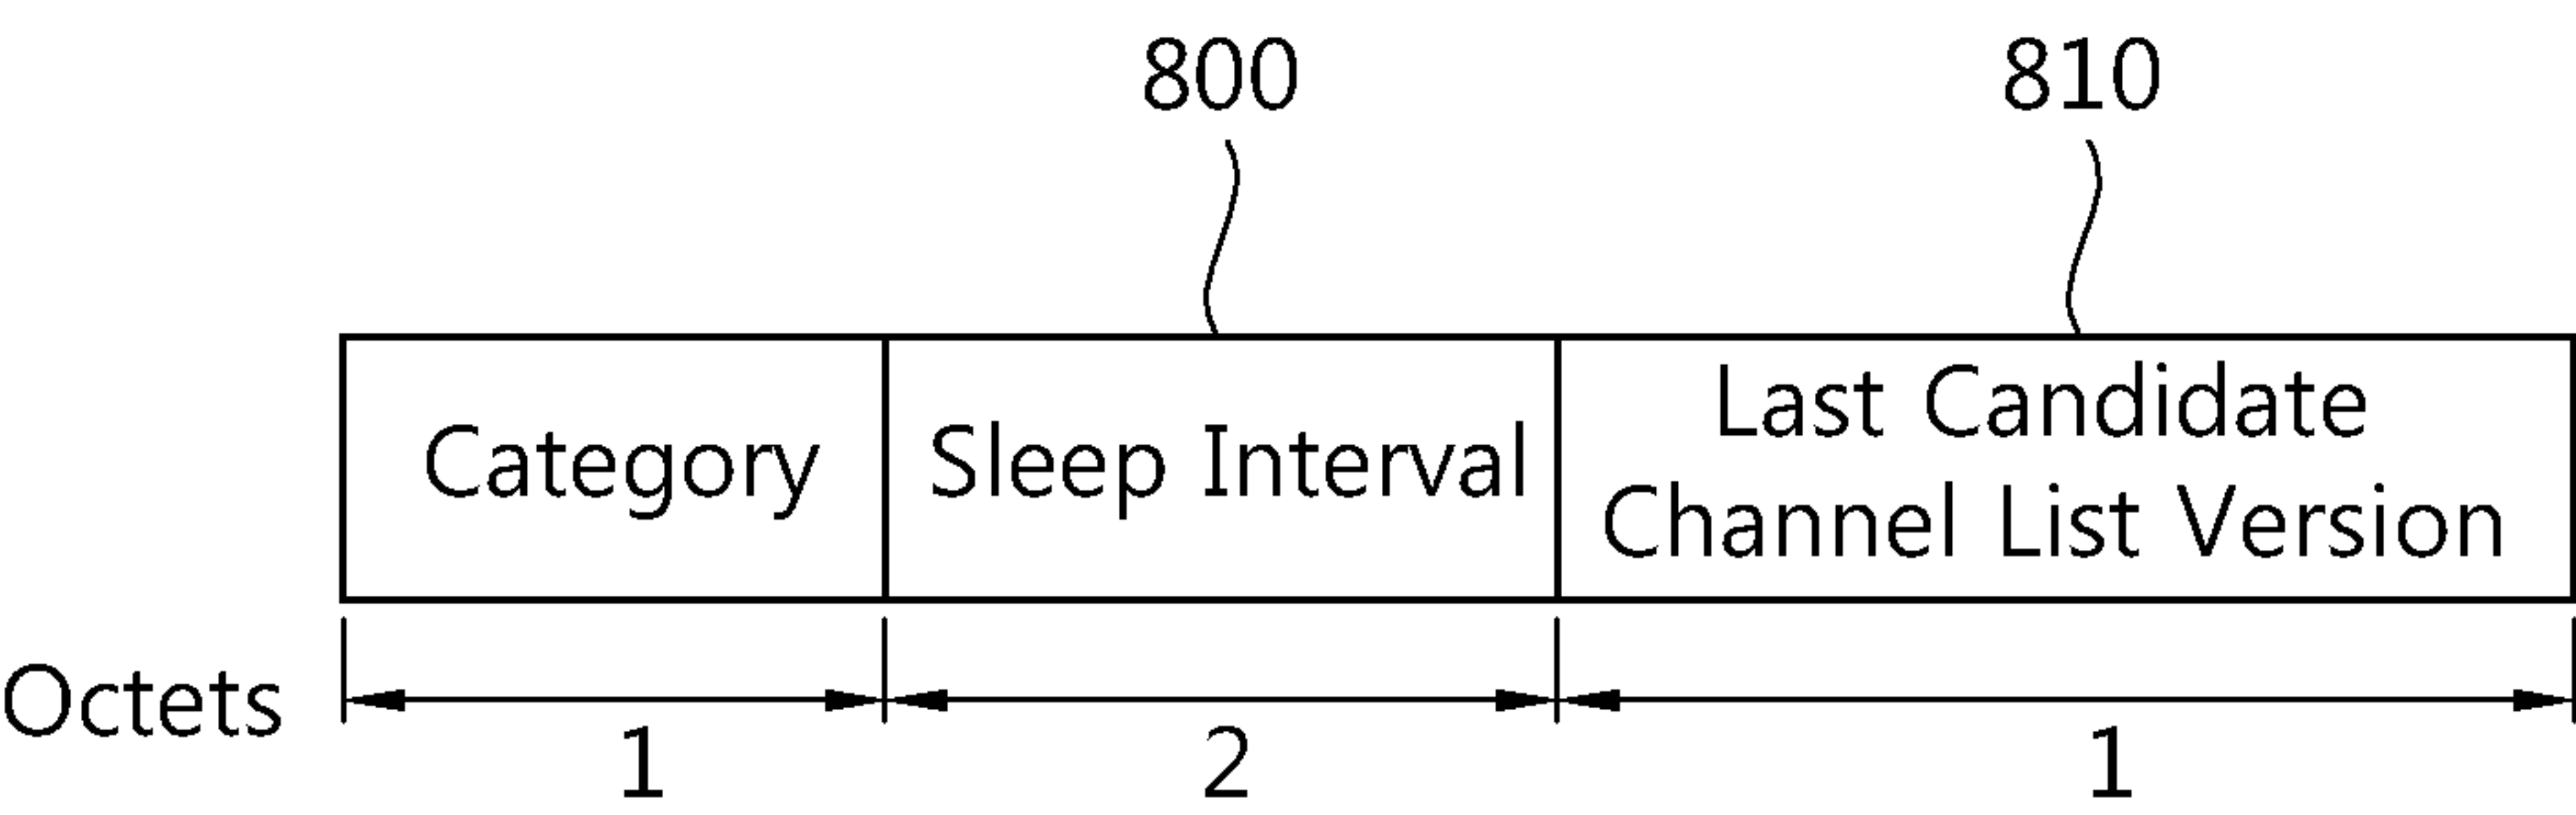 800 810
Category
Sleep Interval
Last Candidate
Channel List Version
Octets
1 2 1